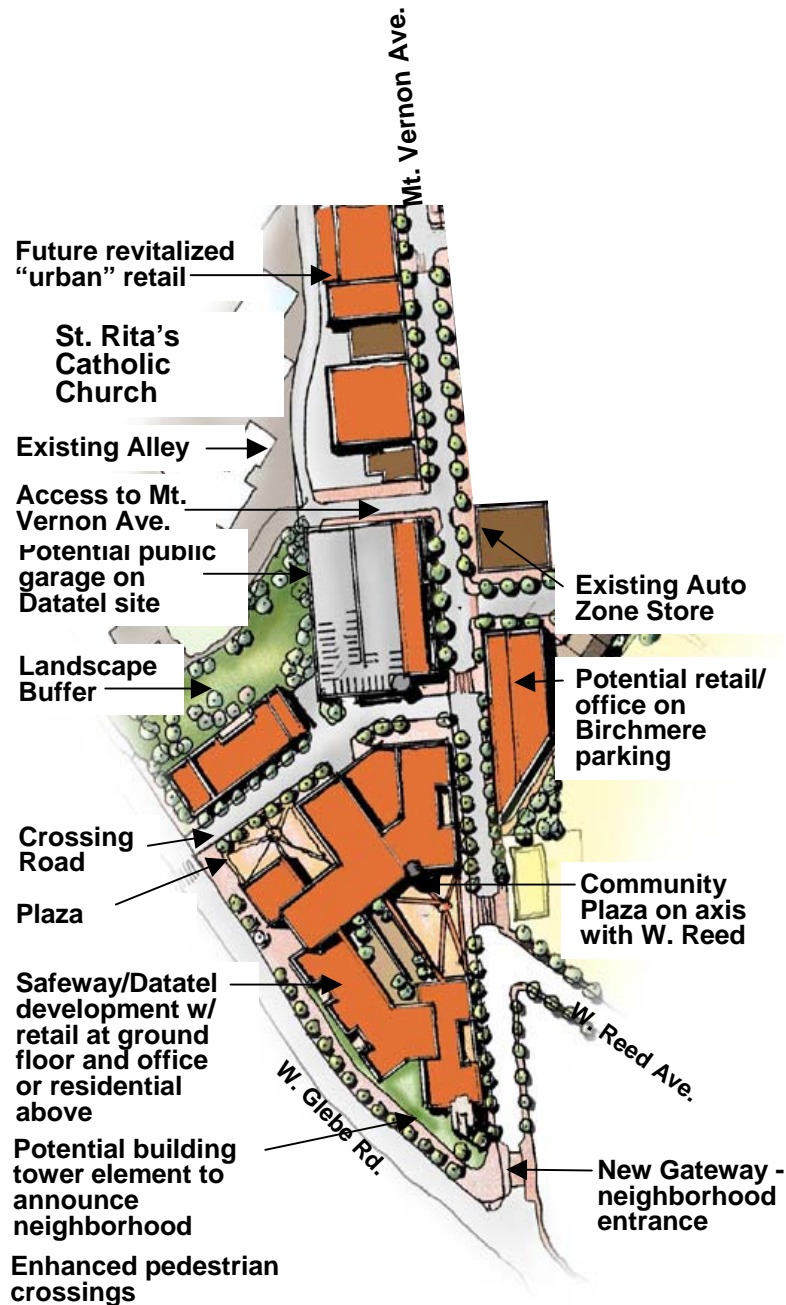 Mt. Vernon Ave.
Future revitalized
“urban” retail
St. Rita’s
Catholic
Church
Existing Alley
Access to Mt.
Vernon Ave.
Potential public
garage on
Datatel site
Existing Auto
Zone Store
Landscape
Buffer
Potential retail/
office on
Birchmere
parking
Crossing
Road
Plaza
Community
Plaza on axis
with W. Reed
Safeway/Datatel
development w/
retail at ground
floor and office
or residential
above
W. Reed Ave.
W. Glebe Rd.
Potential building
tower element to
announce
neighborhood
New Gateway -
neighborhood
entrance
Enhanced pedestrian
crossings